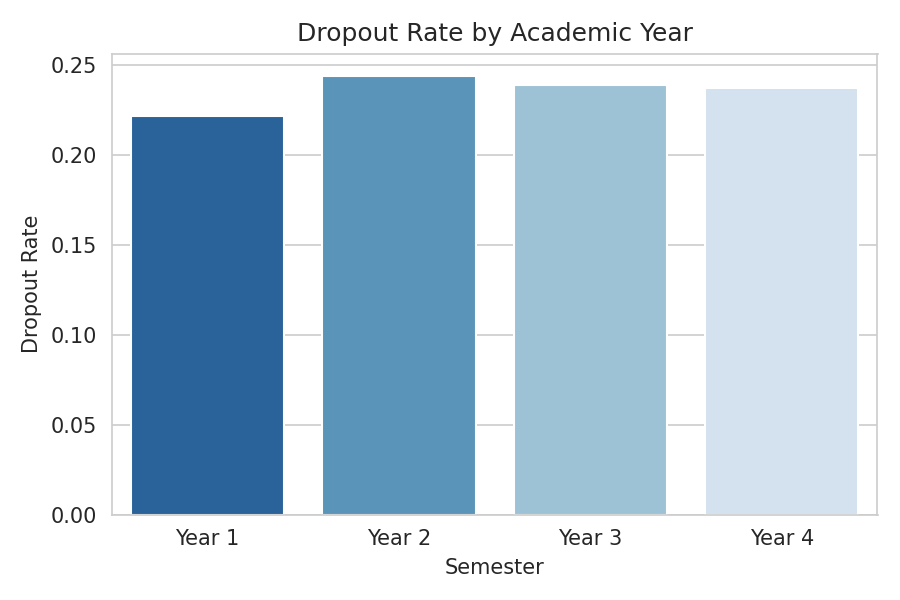 Dropout Rate by Academic Year
Dropout Rate
0.25
0.20
0.15
0.10
0.05
0.00
Year 1 Year 2 Year 3 Year 4
Semester